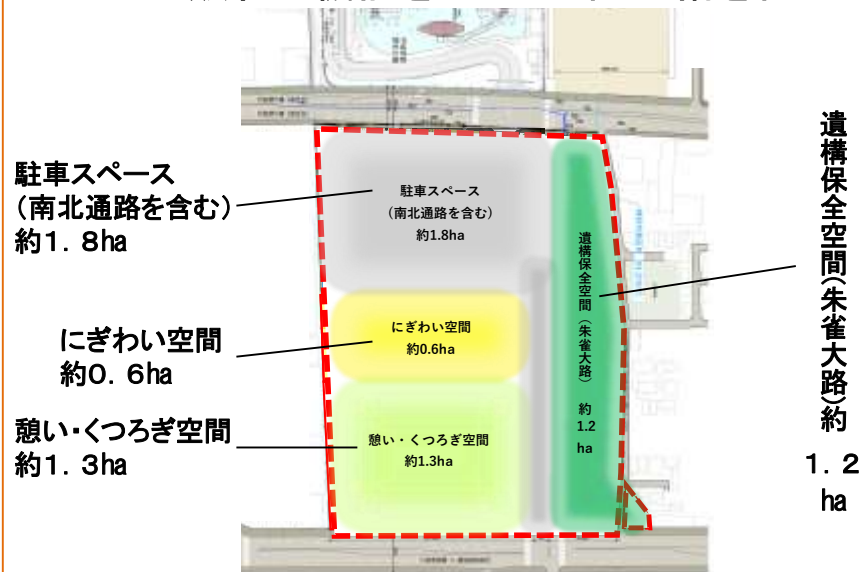 駐車スペース
（南北通路を含む）
約1．8ha
にぎわい空間
約0．6ha
憩い・くつろぎ空間
約1．3ha
駐車スペース
（南北通路を含む）
約1.8ha
にぎわい空間
約0.6ha
憩い・くつろぎ空間
約1.3ha
遺構保全空間（朱雀大路）　約
1.2
ha
遺構保全空間（朱雀大路）約
1．2
ha